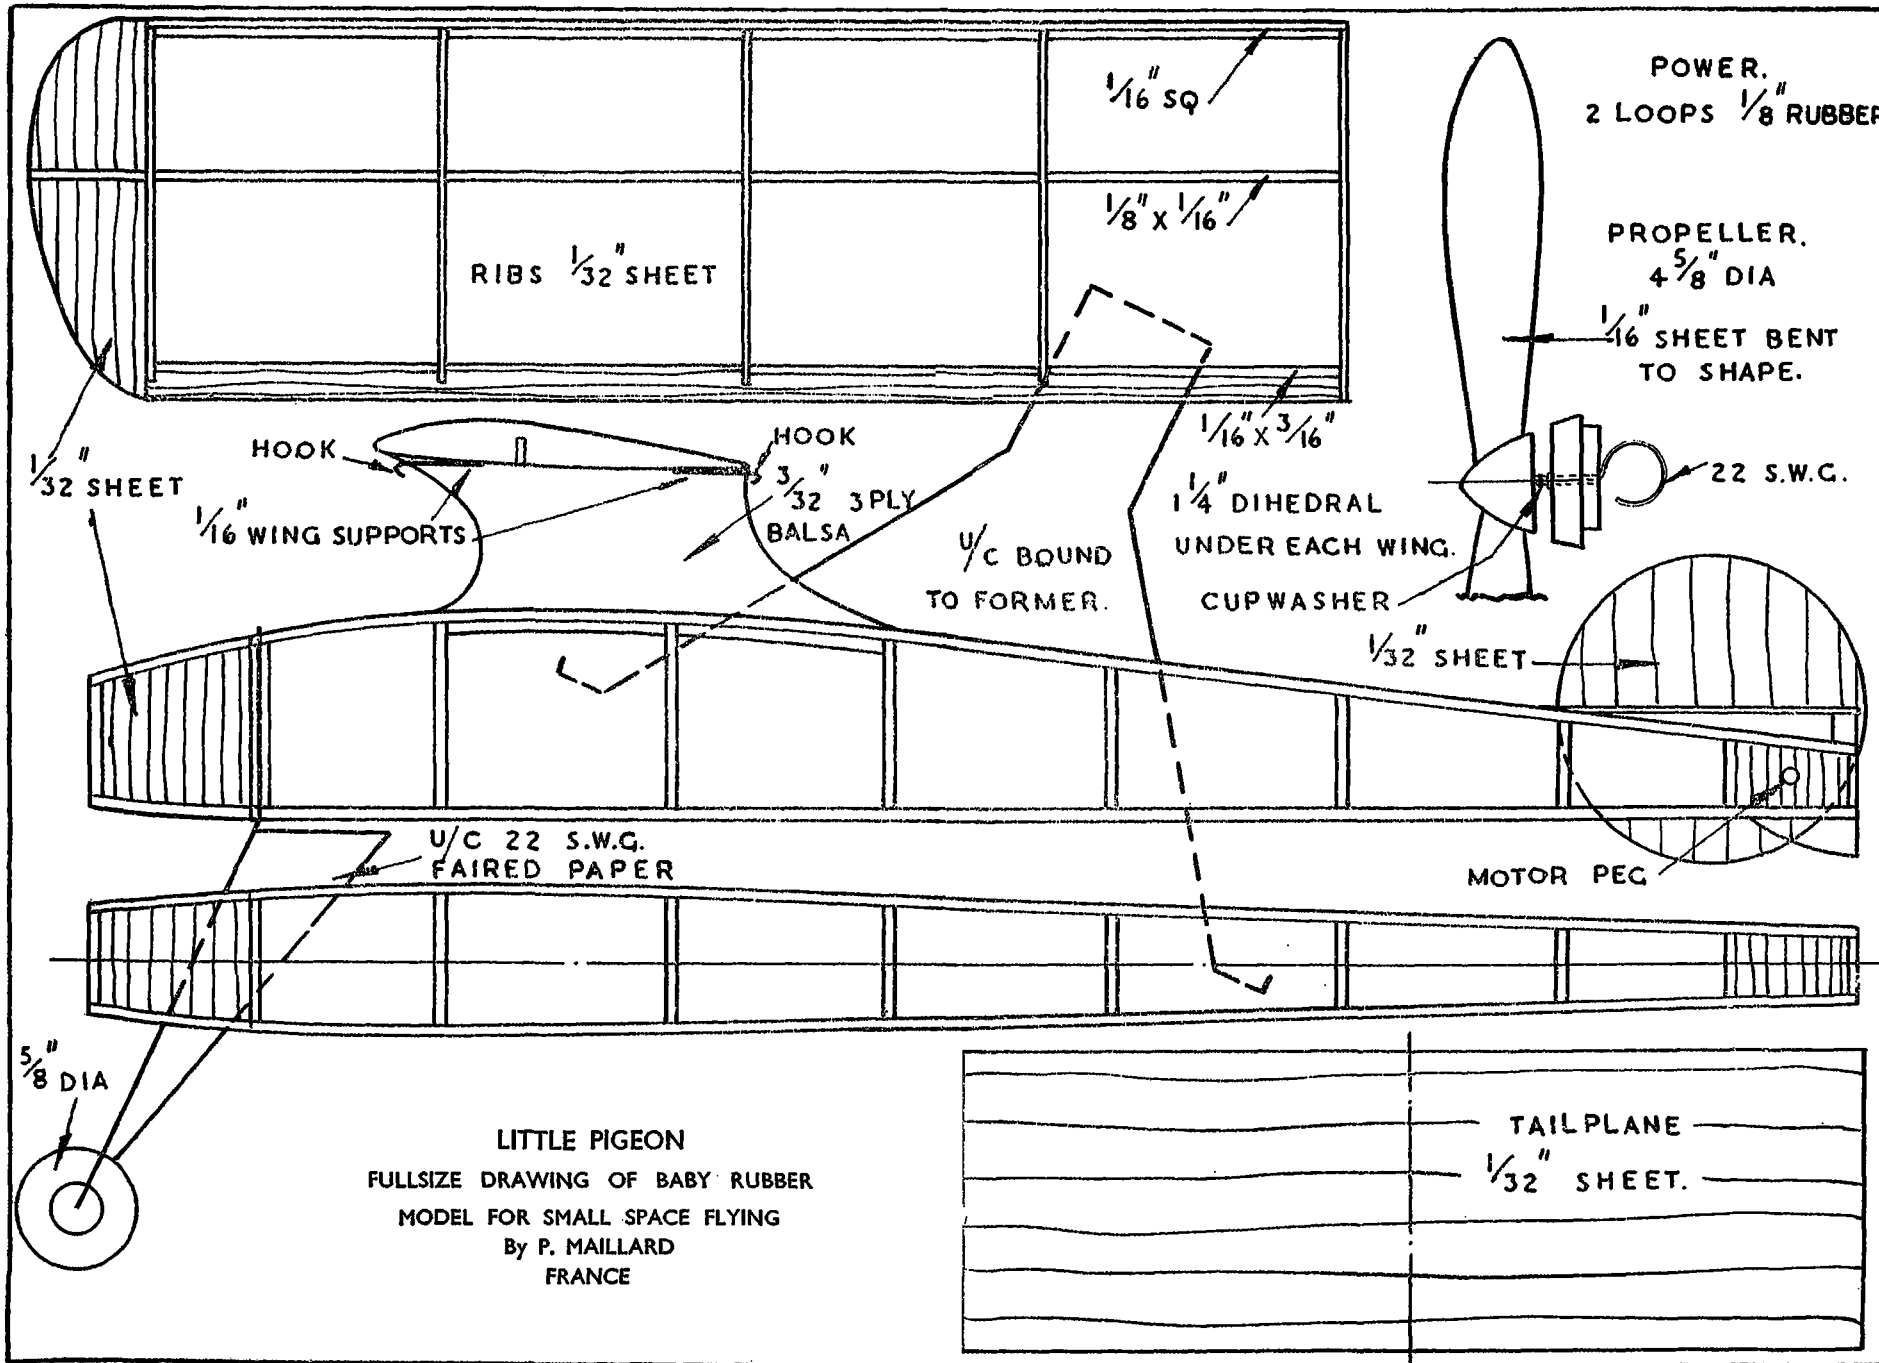 1/16" SQ
POWER.
2 LOOPS 1/8" RUBBER
1/8" X 1/16"
RIBS 1/32" SHEET
PROPELLER.
4 5/8" DIA
1/16" SHEET BENT
TO SHAPE.
1/16" X 3/16"
HOOK
HOOK
1/32" SHEET
1/16" WING SUPPORTS
3/32" 3 PLY
BALSA
22 S.W.G.
1 1/4" DIHEDRAL
UNDER EACH WING.
U/C BOUND
TO FORMER.
CUP WASHER
1/32" SHEET
U/C 22 S.W.G.
FAIRED PAPER
MOTOR PEG
5/8" DIA
LITTLE PIGEON
FULLSIZE DRAWING OF BABY RUBBER
MODEL FOR SMALL SPACE FLYING
By P. MAILLARD
FRANCE
TAILPLANE
1/32" SHEET.